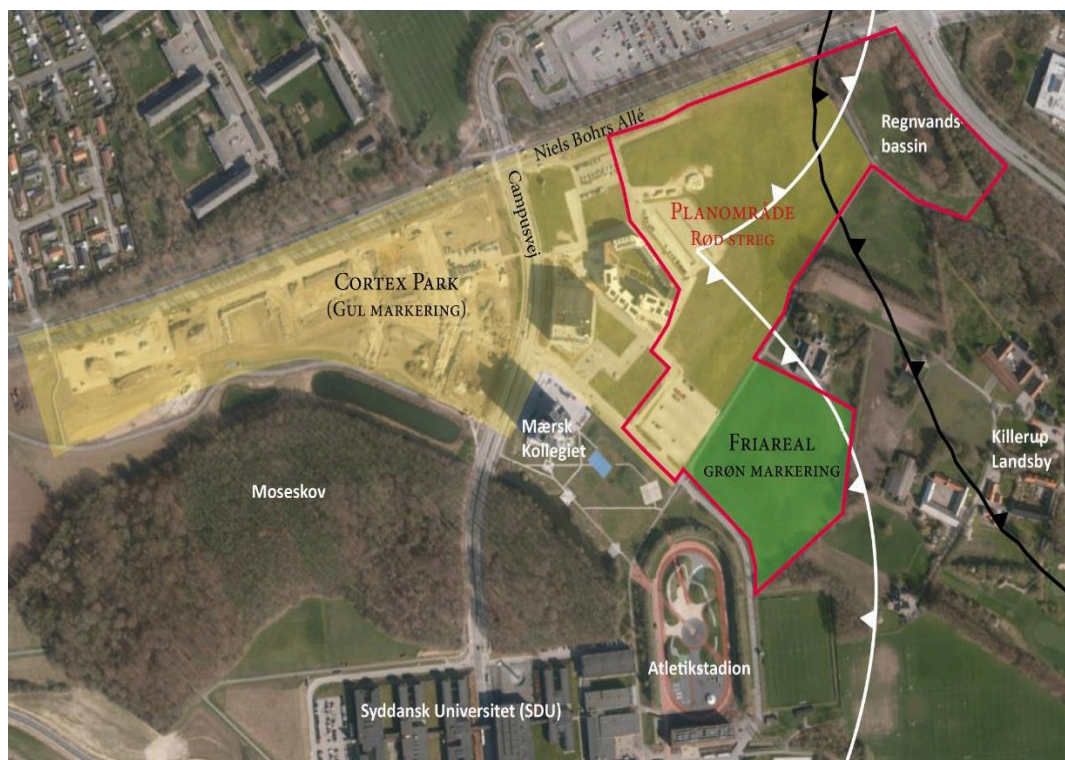 Niels Bohrs Allé
Regnvands-
bassin
Campusvej
PLANOMRÅDE
RØD STREG
CORTEX PARK
(GUL MARKERING)
Mærsk
Kollegiet
FRIAREAL
GRØN MARKERING
Killerup
Landsby
Moseskov
Atletikstadion
Syddansk Universitet (SDU)